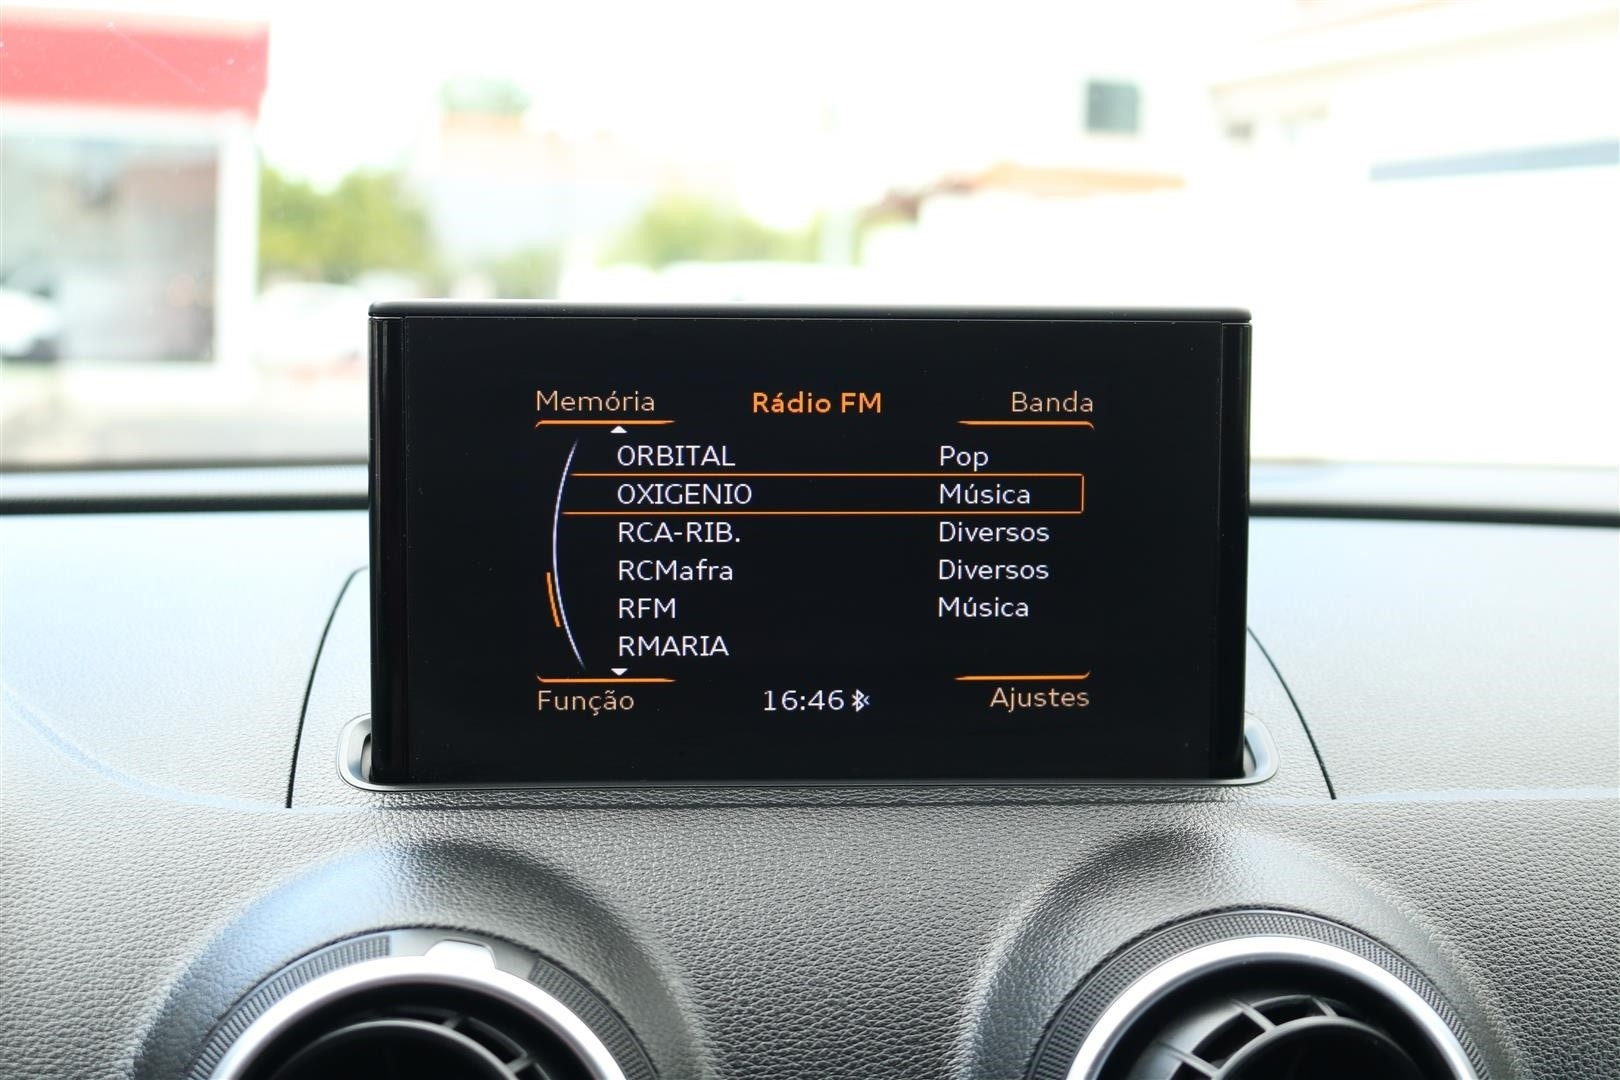 Memória Rádio FM Banda
ORBITAL Pop
OXIGENIO Música
RCA-RIB. Diversos
RCMafra Diversos
RFM Música
RMARIA
Função 16:46 Ajustes